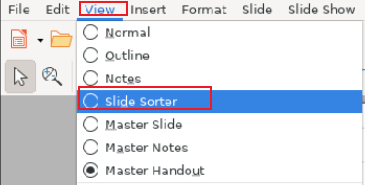 File Edit View Insert Format Slide Slide Show
Normal
Outline
Notes
Slide Sorter
Master Slide
Master Notes
Master Handout